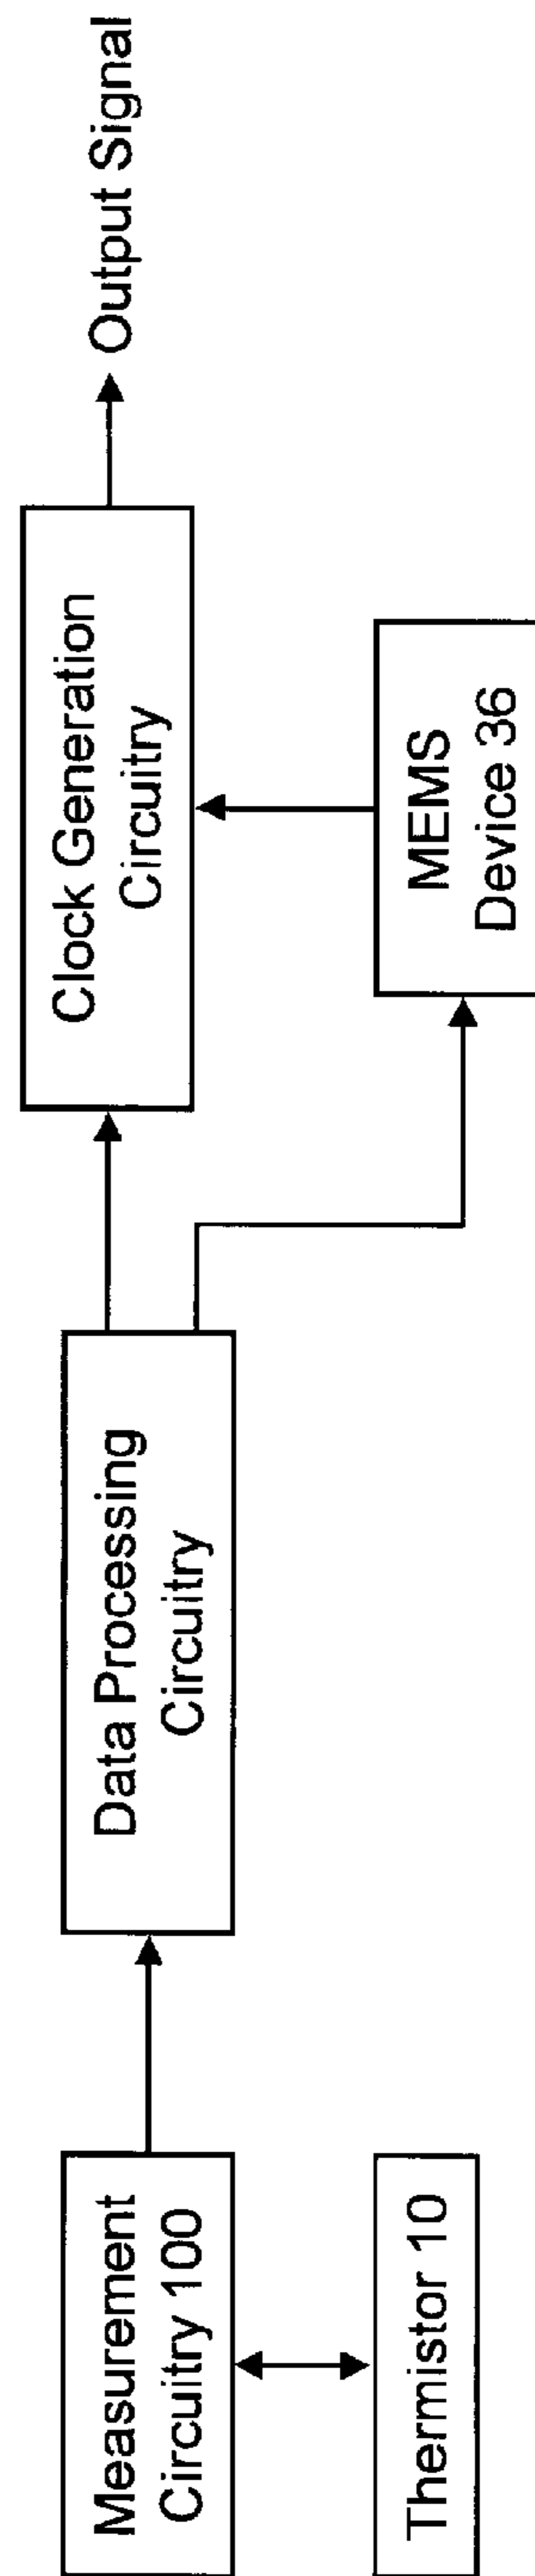 Measurement
Circuitry 100
Thermistor 10
Data Processing
Circuitry
Clock Generation
Circuitry
MEMS
Device 36
Output Signal